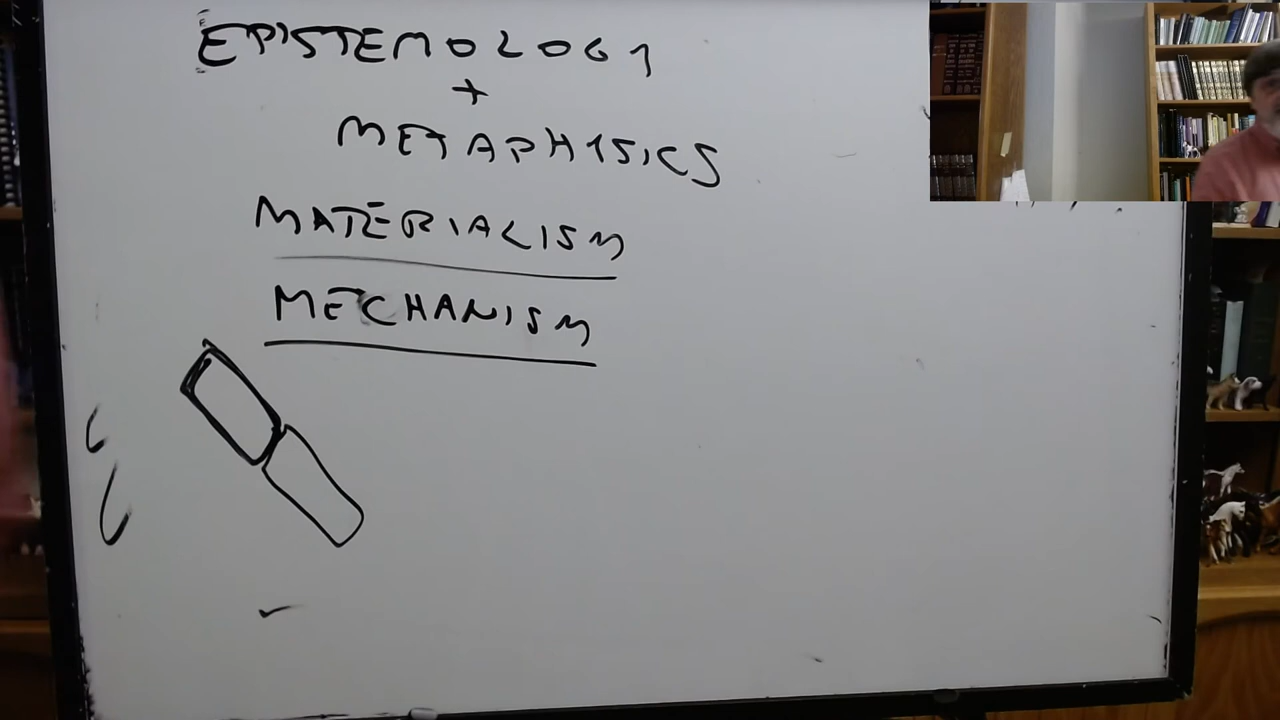 EPISTEMOLOGY
+
METAPHYSICS
MATERIALISM
MECHANISM